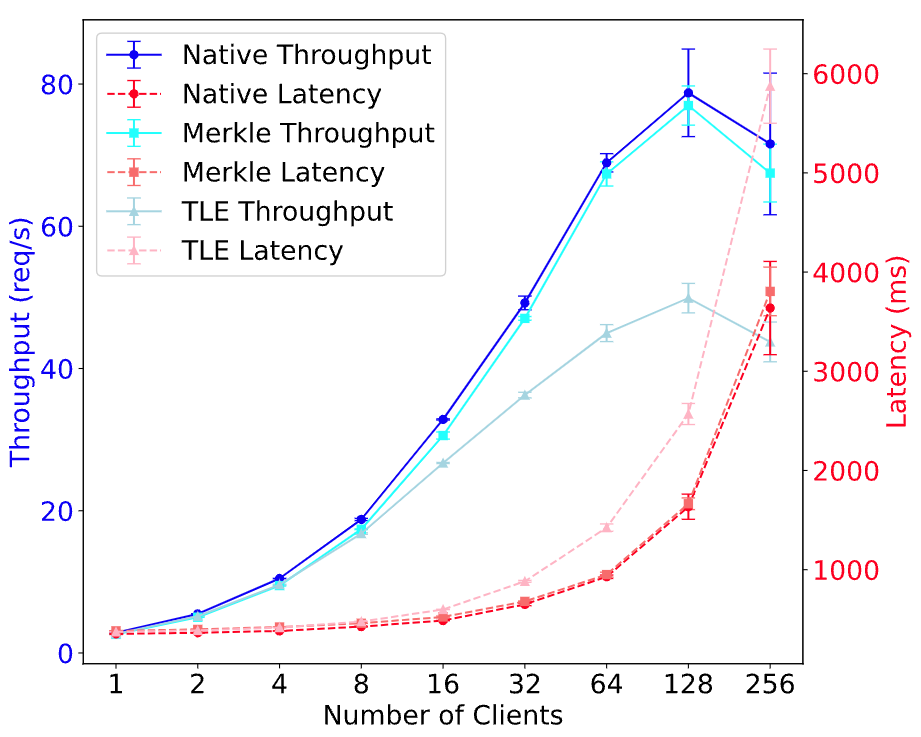 Native Throughput
Native Latency
Merkle Throughput
Merkle Latency
TLE Throughput
TLE Latency
80
60
40
20
0
Throughput (req/s)
6000
5000
4000
3000
2000
1000
Latency (ms)
1 2 4 8 16 32 64 128 256
Number of Clients